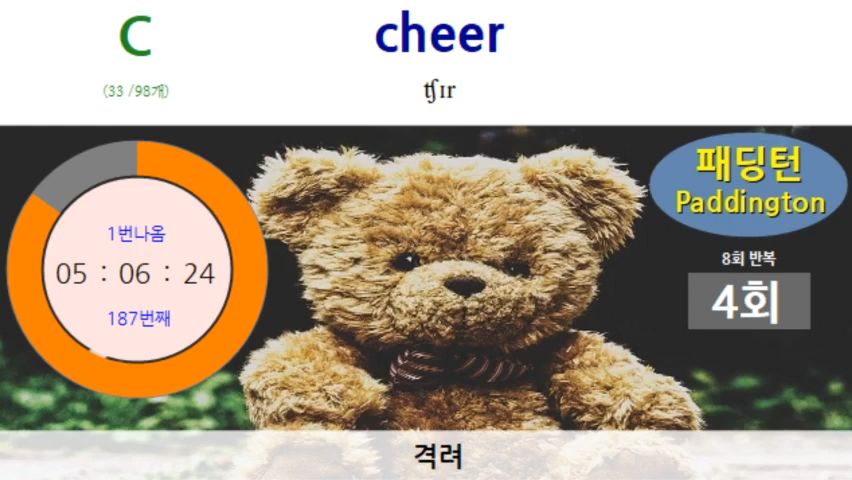 C
(33 /98개)
cheer
ʧɪr
1번나옴
05 : 06 : 24
187번째
패딩턴
Paddington
8회 반복
4회
격려